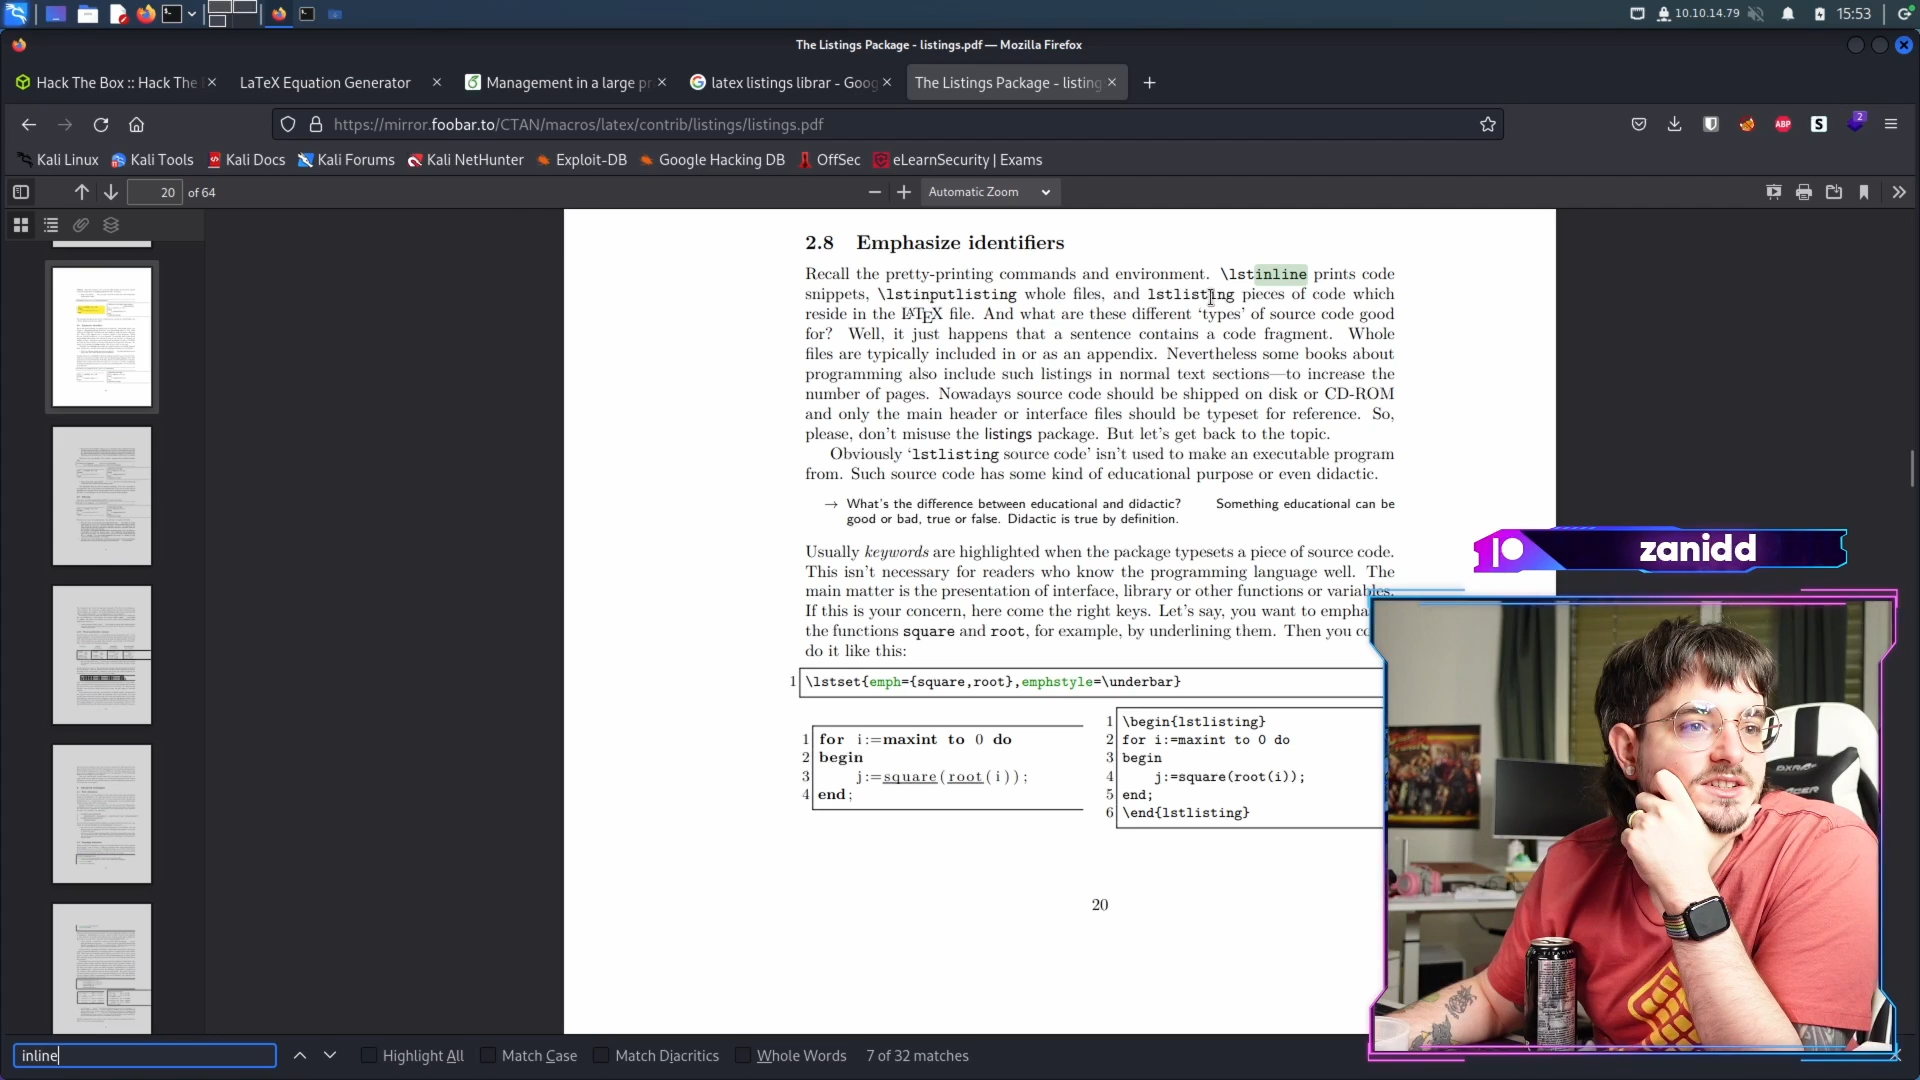 10.10.14.79
15:53
The Listings Package - listings.pdf — Mozilla Firefox
Hack The Box :: Hack The
LaTeX Equation Generator
Management in a large pr
latex listings librar - Goog
The Listings Package - listing
https://mirror.foobar.to/CTAN/macros/latex/contrib/listings/listings.pdf
ABP
S
2
Kali Linux
Kali Tools
Kali Docs
Kali Forums
Kali NetHunter
Exploit-DB
Google Hacking DB
OffSec
eLearnSecurity | Exams
20 of 64
Automatic Zoom
2.8 Emphasize identifiers
Recall the pretty-printing commands and environment. \lstinline prints code
snippets, \lstinputlisting whole files, and lstlisting pieces of code which
reside in the LATEX file. And what are these different ‘types’ of source code good
for? Well, it just happens that a sentence contains a code fragment. Whole
files are typically included in or as an appendix. Nevertheless some books about
programming also include such listings in normal text sections—to increase the
number of pages. Nowadays source code should be shipped on disk or CD-ROM
and only the main header or interface files should be typeset for reference. So,
please, don’t misuse the listings package. But let’s get back to the topic.
Obviously ‘lstlisting source code’ isn’t used to make an executable program
from. Such source code has some kind of educational purpose or even didactic.
→ What’s the difference between educational and didactic? Something educational can be
good or bad, true or false. Didactic is true by definition.
Usually keywords are highlighted when the package typesets a piece of source code.
This isn’t necessary for readers who know the programming language well. The
main matter is the presentation of interface, library or other functions or variables.
If this is your concern, here come the right keys. Let’s say, you want to empha
the functions square and root, for example, by underlining them. Then you co
do it like this:
1 \lstset{emph={square,root},emphstyle=\underbar}
1 for i:=maxint to 0 do
2 begin
3 j:=square(root(i));
4 end;
1 \begin{lstlisting}
2 for i:=maxint to 0 do
3 begin
4 j:=square(root(i));
5 end;
6 \end{lstlisting}
20
zanidd
DXRACER
inline
Highlight All
Match Case
Match Diacritics
Whole Words
7 of 32 matches